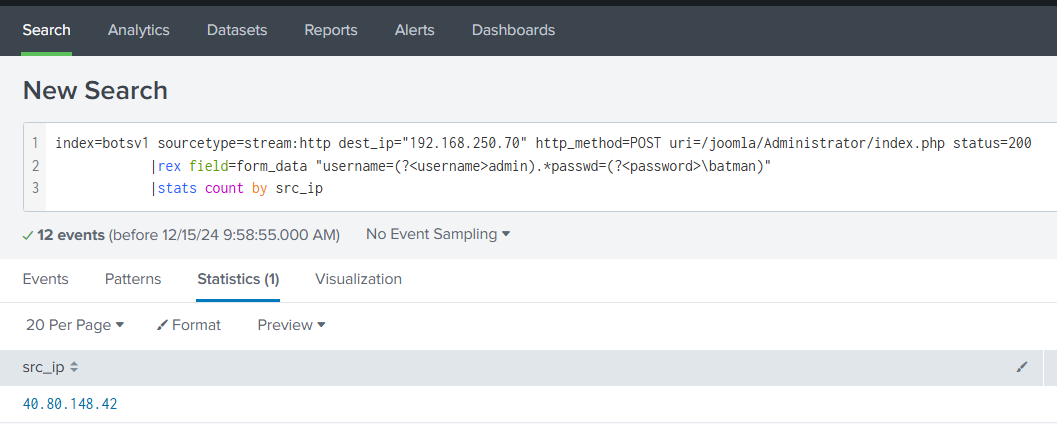 Search Analytics Datasets Reports Alerts Dashboards
New Search
1 index=botsv1 sourcetype=stream:http dest_ip="192.168.250.70" http_method=POST uri=/joomla/Administrator/index.php status=200
2 |rex field=form_data "username=(?<username>admin).*passwd=(?<password>\batman)"
3 |stats count by src_ip
12 events (before 12/15/24 9:58:55.000 AM) No Event Sampling
Events Patterns Statistics (1) Visualization
20 Per Page Format Preview
src_ip
40.80.148.42